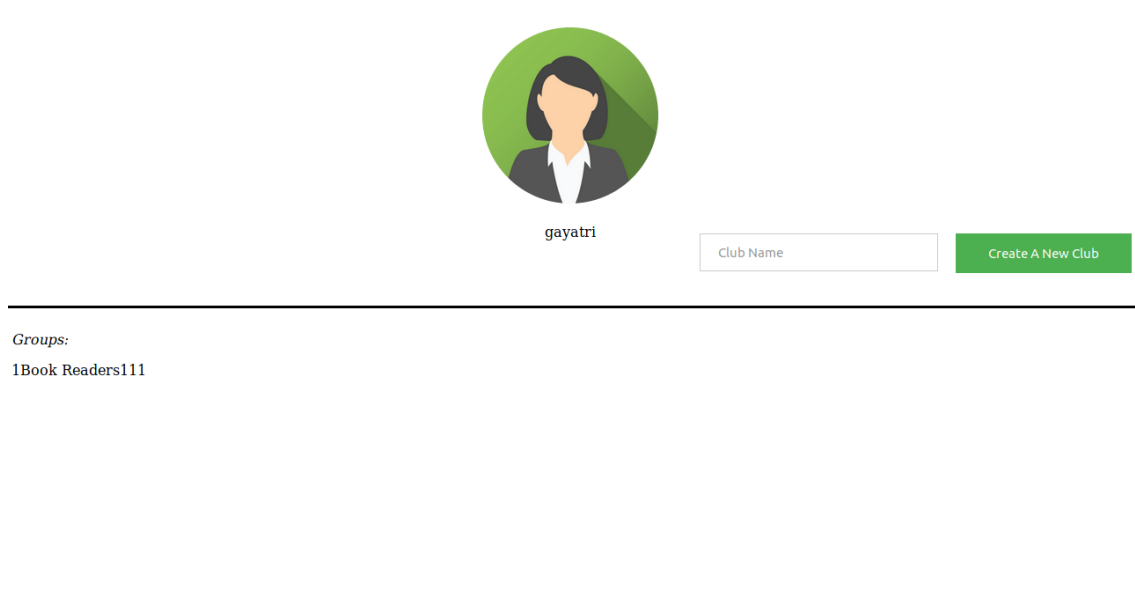 gayatri
Club Name
Create A New Club
Groups:
1Book Readers111